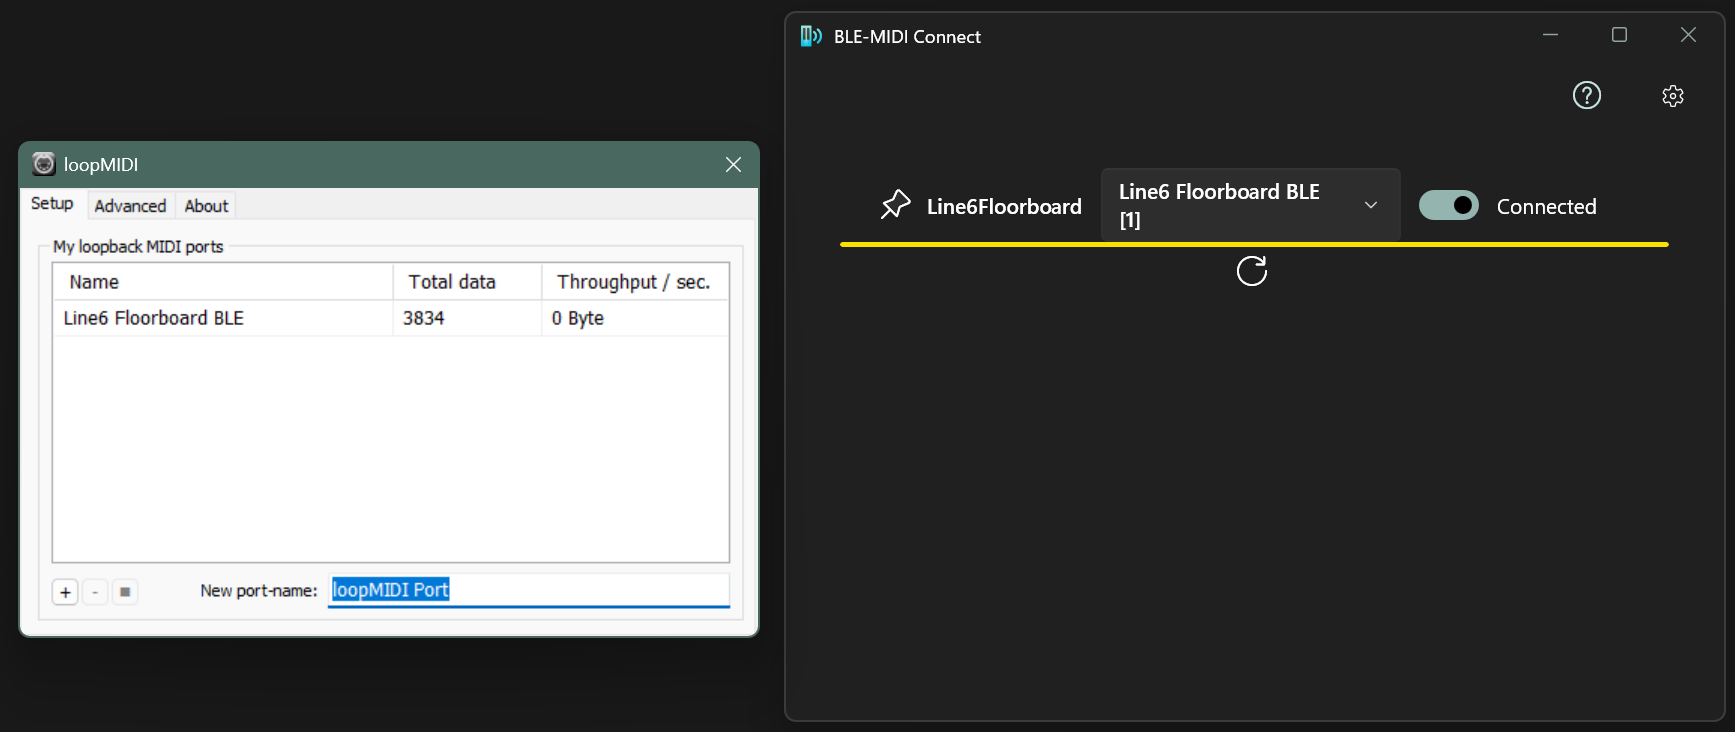 loopMIDI
Setup Advanced About
My loopback MIDI ports
Name Total data Throughput / sec.
Line6 Floorboard BLE 3834 0 Byte
+ - New port-name: loopMIDI Port
BLE-MIDI Connect
?
Line6Floorboard
Line6 Floorboard BLE
[1]
Connected